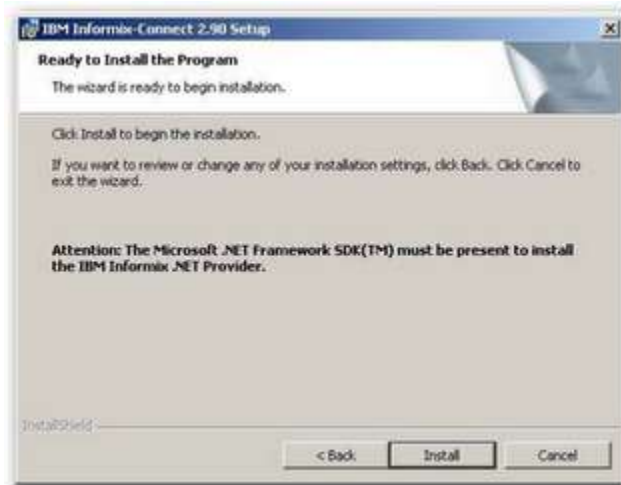 IBM Informix-Connect 2.90 Setup
Ready to Install the Program
The wizard is ready to begin installation.
Click Install to begin the installation.
If you want to review or change any of your installation settings, click Back. Click Cancel to
exit the wizard.
Attention: The Microsoft .NET Framework SDK(TM) must be present to install
the IBM Informix .NET Provider.
InstallShield
< Back
Install
Cancel